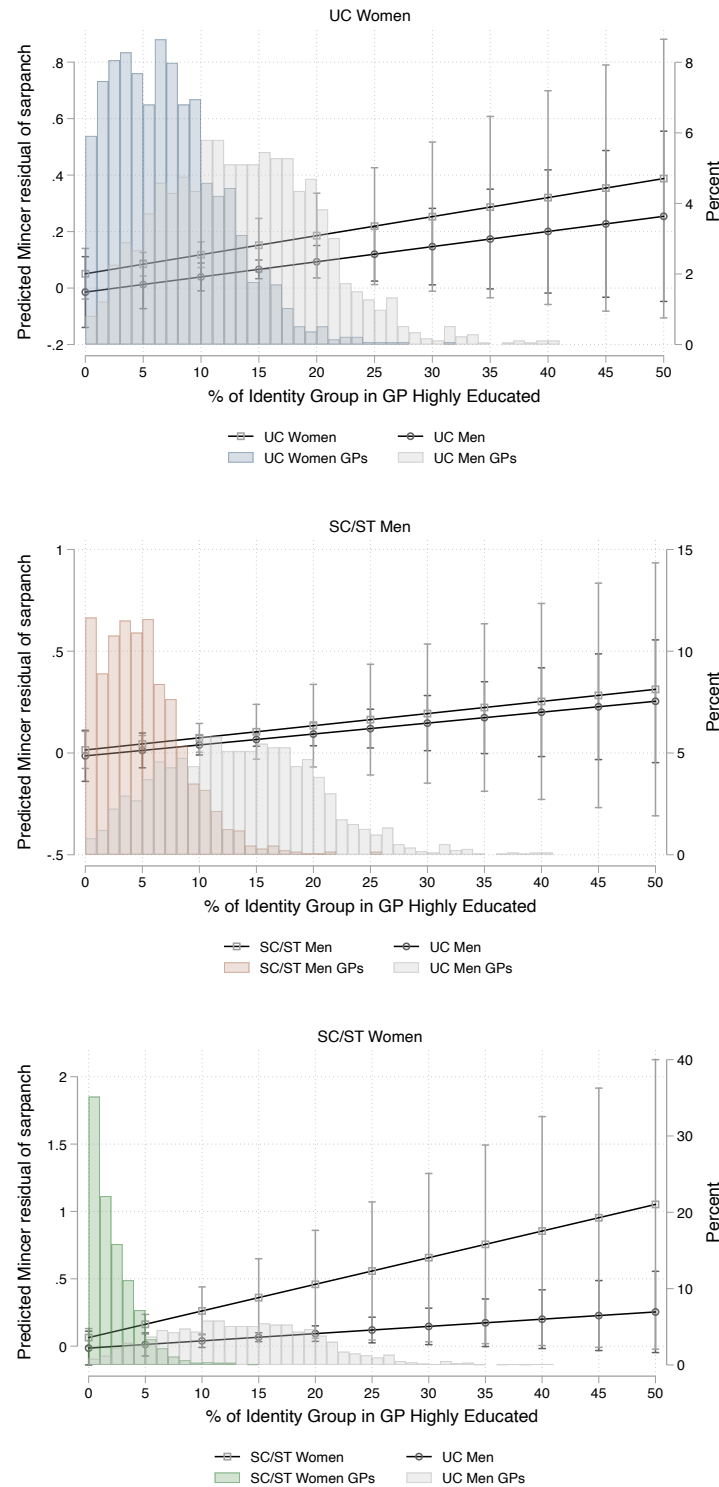 UC Women
Predicted Mincer residual of sarpanch
.8
.6
.4
.2
0
-.2
8
6
4
2
0
Percent
0 5 10 15 20 25 30 35 40 45 50
% of Identity Group in GP Highly Educated
UC Women UC Men
UC Women GPs UC Men GPs
SC/ST Men
Predicted Mincer residual of sarpanch
1
.5
0
-.5
15
10
5
0
Percent
0 5 10 15 20 25 30 35 40 45 50
% of Identity Group in GP Highly Educated
SC/ST Men UC Men
SC/ST Men GPs UC Men GPs
SC/ST Women
Predicted Mincer residual of sarpanch
2
1.5
1
.5
0
40
30
20
10
0
Percent
0 5 10 15 20 25 30 35 40 45 50
% of Identity Group in GP Highly Educated
SC/ST Women UC Men
SC/ST Women GPs UC Men GPs